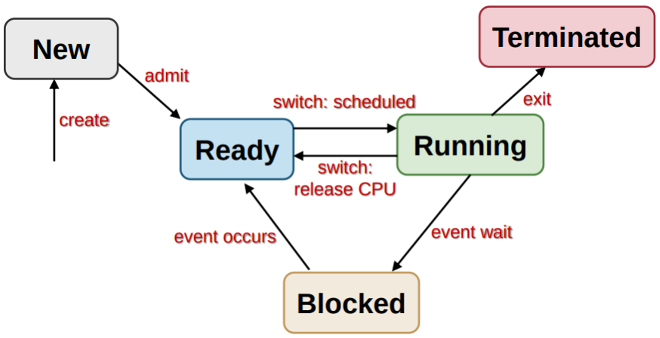 New
Terminated
admit
switch: scheduled
exit
create
Ready
Running
switch:
release CPU
event occurs
event wait
Blocked